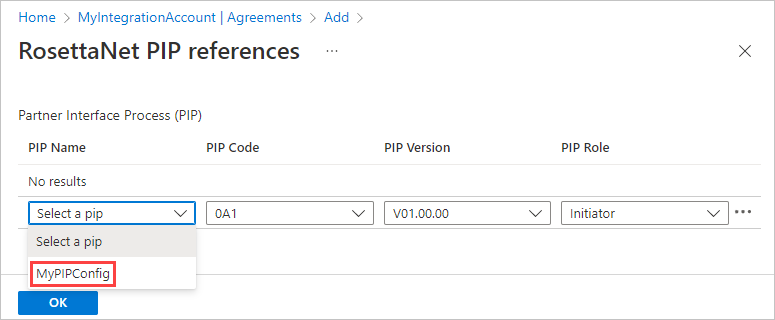 Home > MyIntegrationAccount | Agreements > Add >
RosettaNet PIP references ...
Partner Interface Process (PIP)
PIP Name PIP Code PIP Version PIP Role
No results
Select a pip 0A1 V01.00.00 Initiator ...
Select a pip
MyPIPConfig
OK